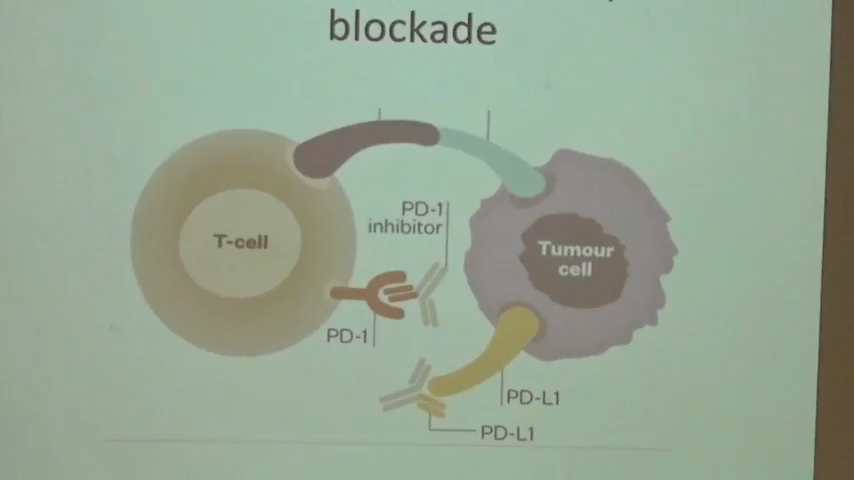 blockade
PD-1
inhibitor
T-cell
Tumour
cell
PD-1
PD-L1
PD-L1